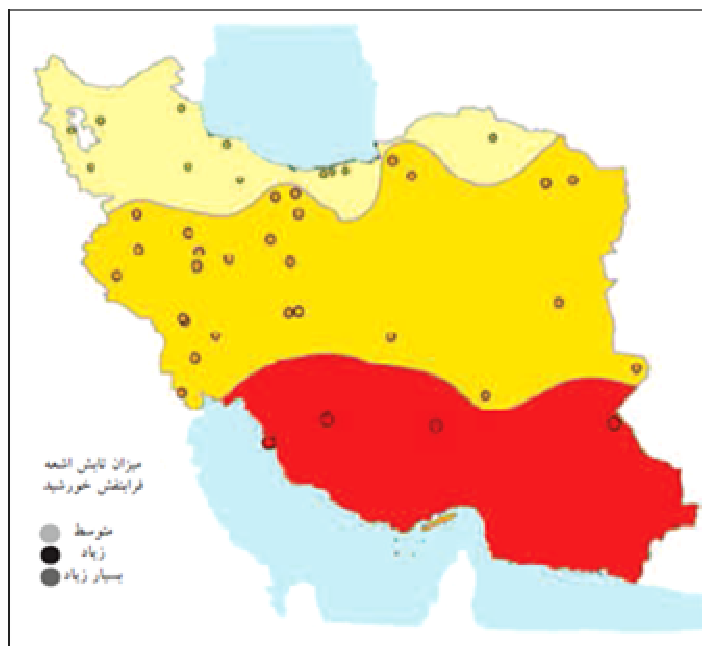 میزان تابش اشعه
فرابنفش خورشید
متوسط
زیاد
بسیار زیاد